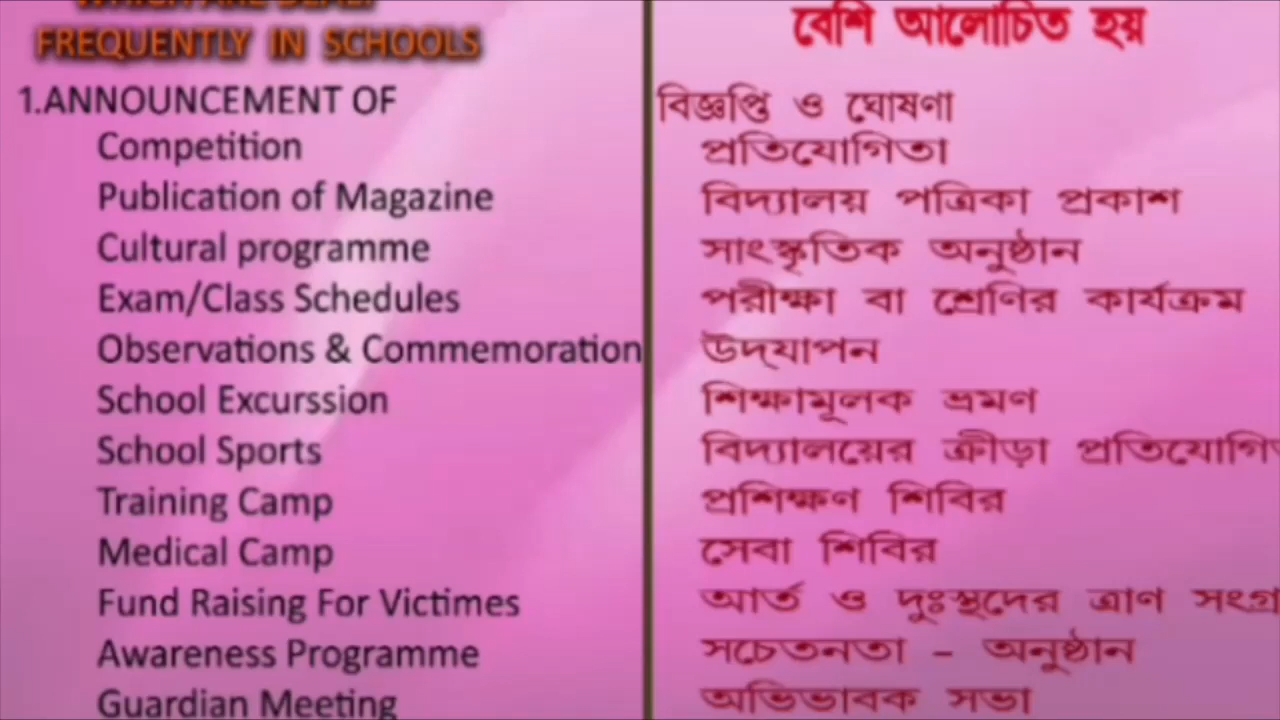 FREQUENTLY IN SCHOOLS
1.ANNOUNCEMENT OF
Competition
Publication of Magazine
Cultural programme
Exam/Class Schedules
Observations & Commemoration
School Excurssion
School Sports
Training Camp
Medical Camp
Fund Raising For Victimes
Awareness Programme
Guardian Meeting
বেশি আলোচিত হয়
বিজ্ঞপ্তি ও ঘোষণা
প্রতিযোগিতা
বিদ্যালয় পত্রিকা প্রকাশ
সাংস্কৃতিক অনুষ্ঠান
পরীক্ষা বা শ্রেণির কার্যক্রম
উদ্‌যাপন
শিক্ষামূলক ভ্রমণ
বিদ্যালয়ের ক্রীড়া
প্রশিক্ষণ শিবির
সেবা শিবির
আর্ত ও দুঃস্থদের ত্রাণ
সচেতনতা – অনুষ্ঠান
অভিভাবক সভা